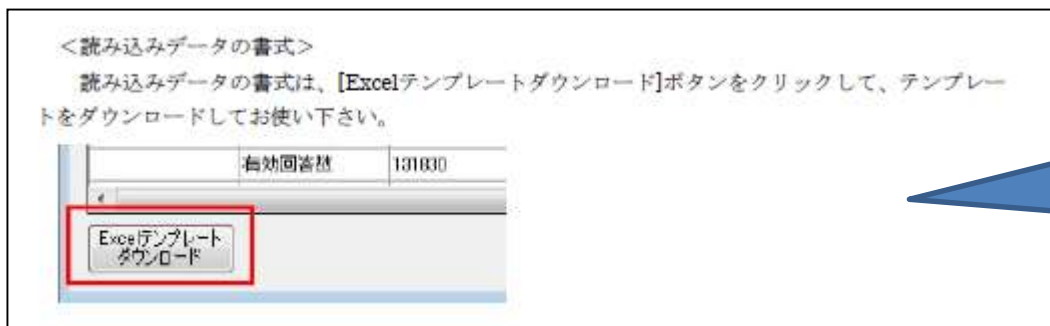 ＜読み込みデータの書式＞
読み込みデータの書式は、[Excelテンプレートダウンロード]ボタンをクリックして、テンプレー
トをダウンロードしてお使い下さい。
有効回答数 131830
Excelテンプレート
ダウンロード